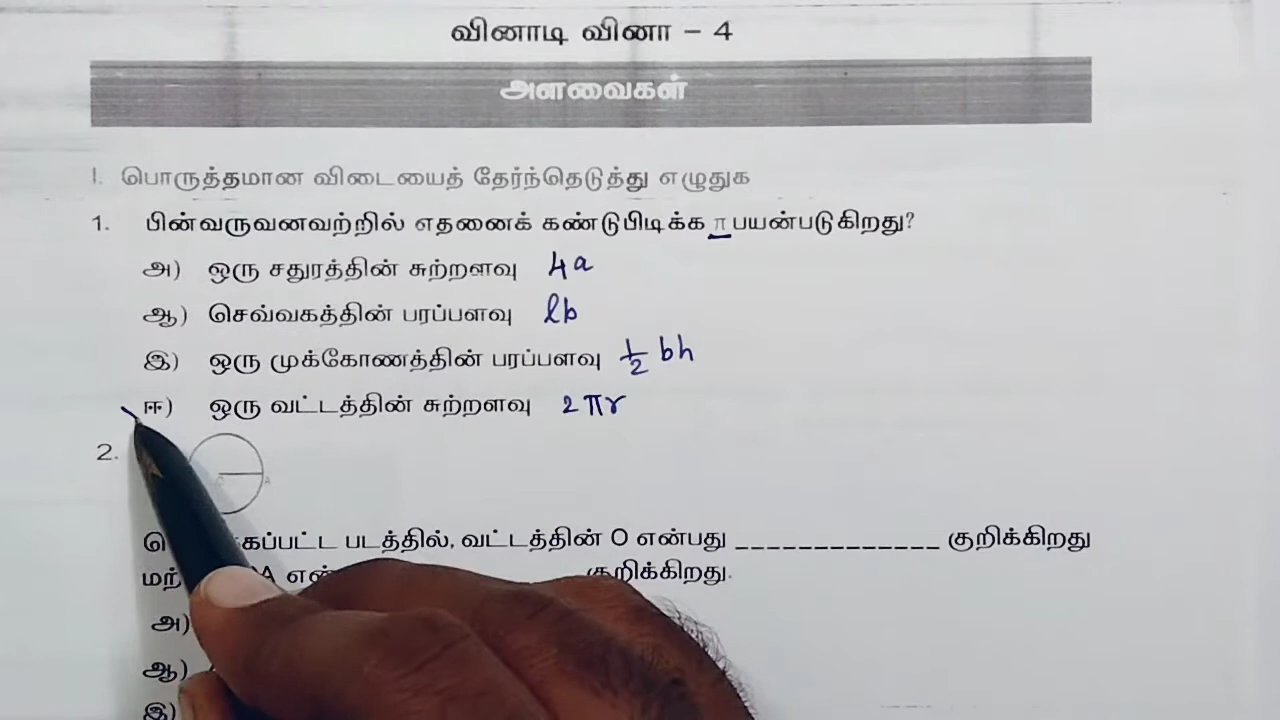 வினாடி வினா – 4
அளவைகள்
I. பொருத்தமான விடையைத் தேர்ந்தெடுத்து எழுதுக
1. பின்வருவனவற்றில் எதனைக் கண்டுபிடிக்க π பயன்படுகிறது?
அ) ஒரு சதுரத்தின் சுற்றளவு 4a
ஆ) செவ்வகத்தின் பரப்பளவு lb
இ) ஒரு முக்கோணத்தின் பரப்பளவு 1/2 bh
ஈ) ஒரு வட்டத்தின் சுற்றளவு 2πr
2.
A
படத்தில், வட்டத்தின் O என்பது _____________ குறிக்கிறது
குறிக்கிறது.
அ)
ஆ)
இ)